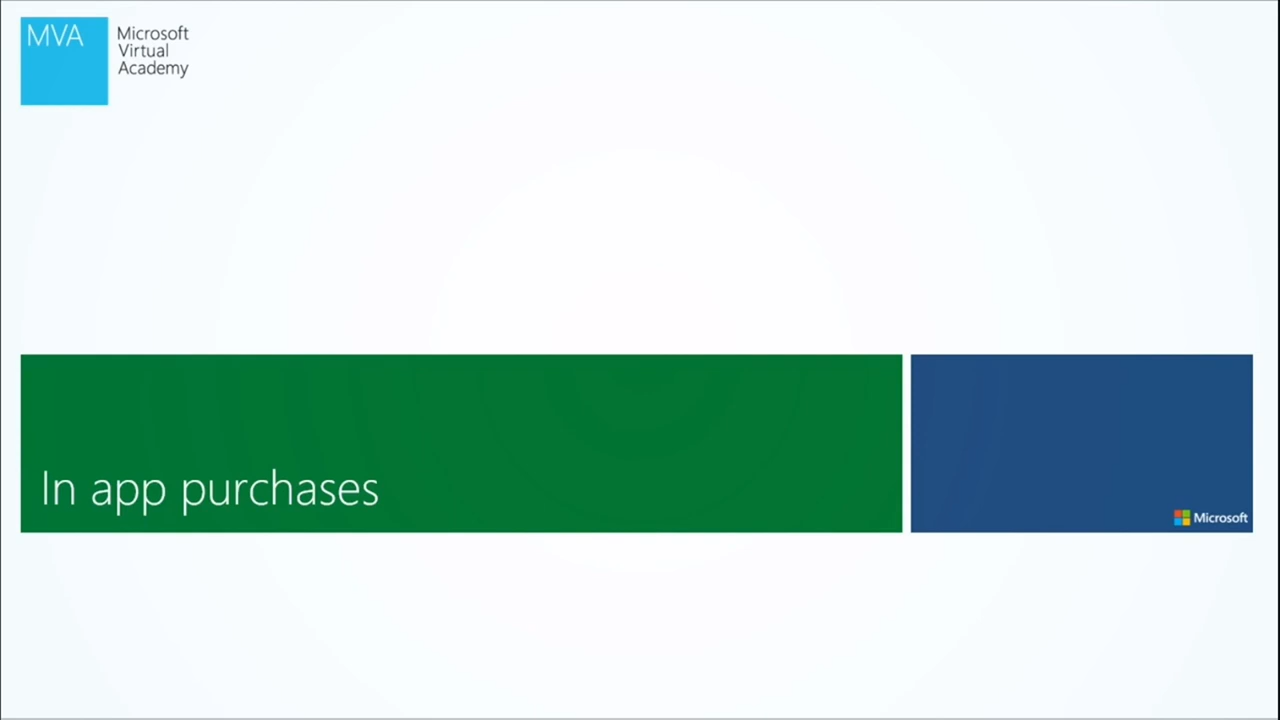 MVA
Microsoft
Virtual
Academy
In app purchases
Microsoft